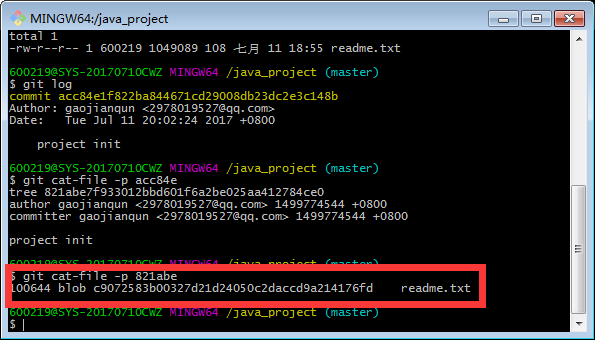 MINGW64:/java_project
total 1
-rw-r--r-- 1 600219 1049089 108 七月 11 18:55 readme.txt
600219@SYS-20170710CWZ MINGW64 /java_project (master)
$ git log
commit acc84e1f822ba844671cd29008db23dc2e3c148b
Author: gaojianqun <2978019527@qq.com>
Date:   Tue Jul 11 20:02:24 2017 +0800
    project init
600219@SYS-20170710CWZ MINGW64 /java_project (master)
$ git cat-file -p acc84e
tree 821abe7f933012bbd601f6a2be025aa412784ce0
author gaojianqun <2978019527@qq.com> 1499774544 +0800
committer gaojianqun <2978019527@qq.com> 1499774544 +0800
project init
600219@SYS-20170710CWZ MINGW64 /java_project (master)
$ git cat-file -p 821abe
100644 blob c9072583b00327d21d24050c2daccd9a214176fd    readme.txt
600219@SYS-20170710CWZ MINGW64 /java_project (master)
$